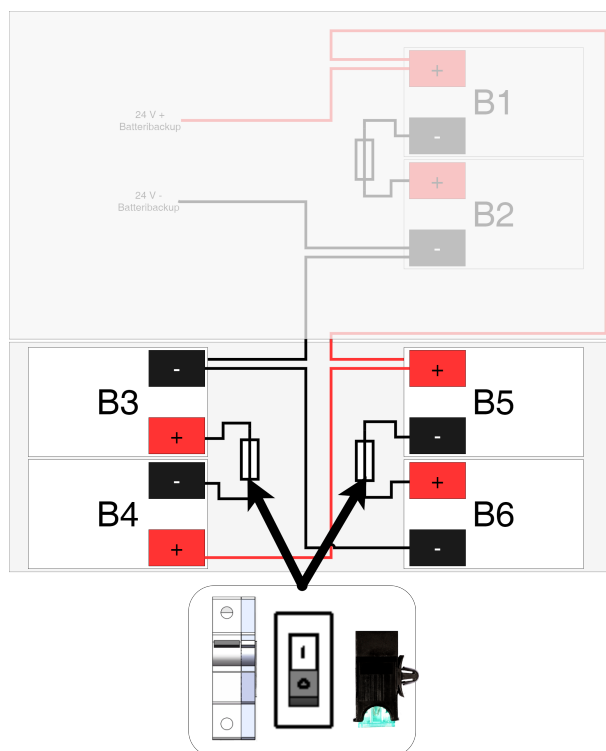 +
B1
24 V +
Batteribackup
-
+
24 V -
Batteribackup
B2
-
-
+
B3
B5
+
-
-
+
B4
B6
+
-